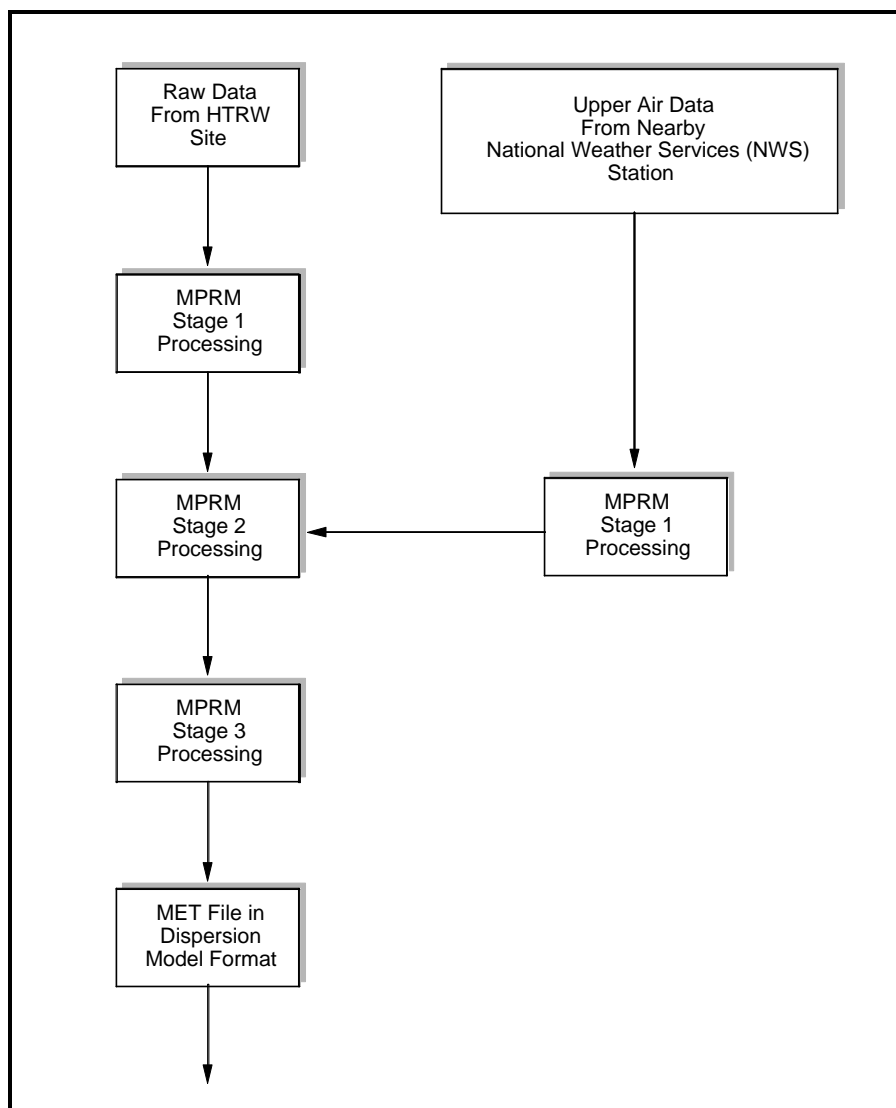 Raw Data
From HTRW
Site
Upper Air Data
From Nearby
National Weather Services (NWS)
Station
MPRM
Stage 1
Processing
MPRM
Stage 2
Processing
MPRM
Stage 1
Processing
MPRM
Stage 3
Processing
MET File in
Dispersion
Model Format